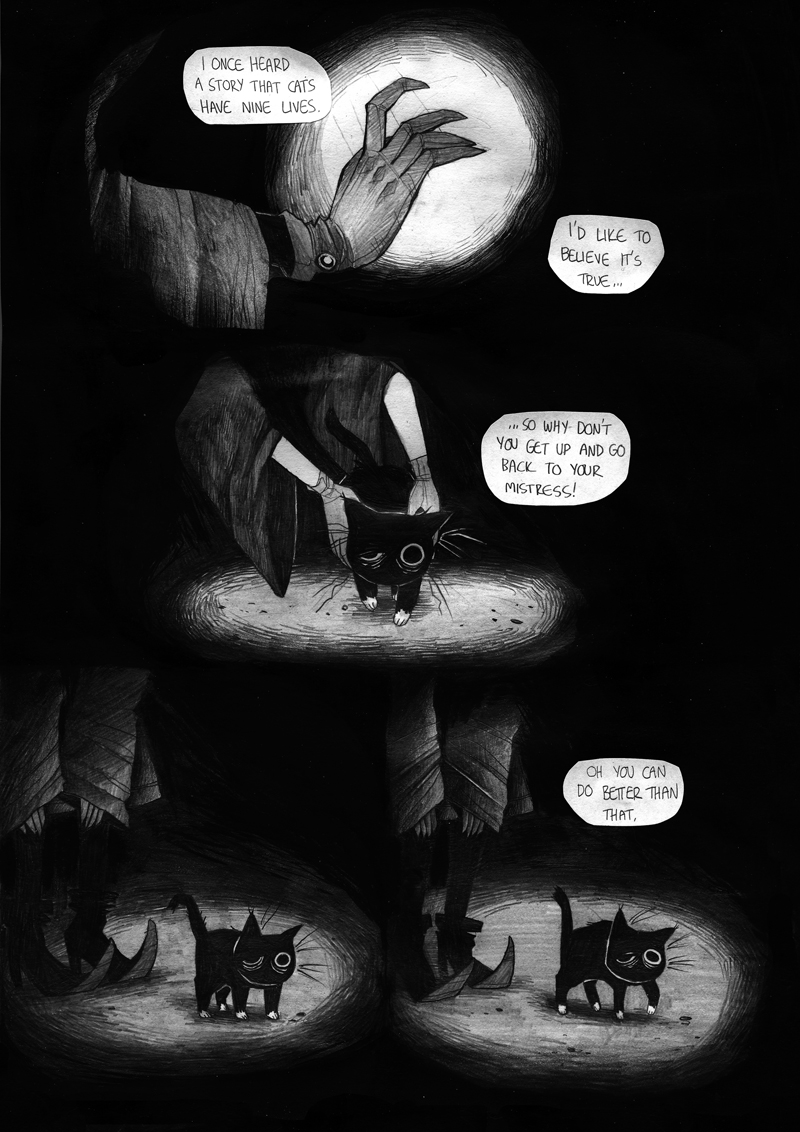 I ONCE HEARD
A STORY THAT CAT'S
HAVE NINE LIVES.
I'D LIKE TO
BELIEVE IT'S
TRUE...
...SO WHY DON'T
YOU GET UP AND GO
BACK TO YOUR
MISTRESS!
OH YOU CAN
DO BETTER THAN
THAT,